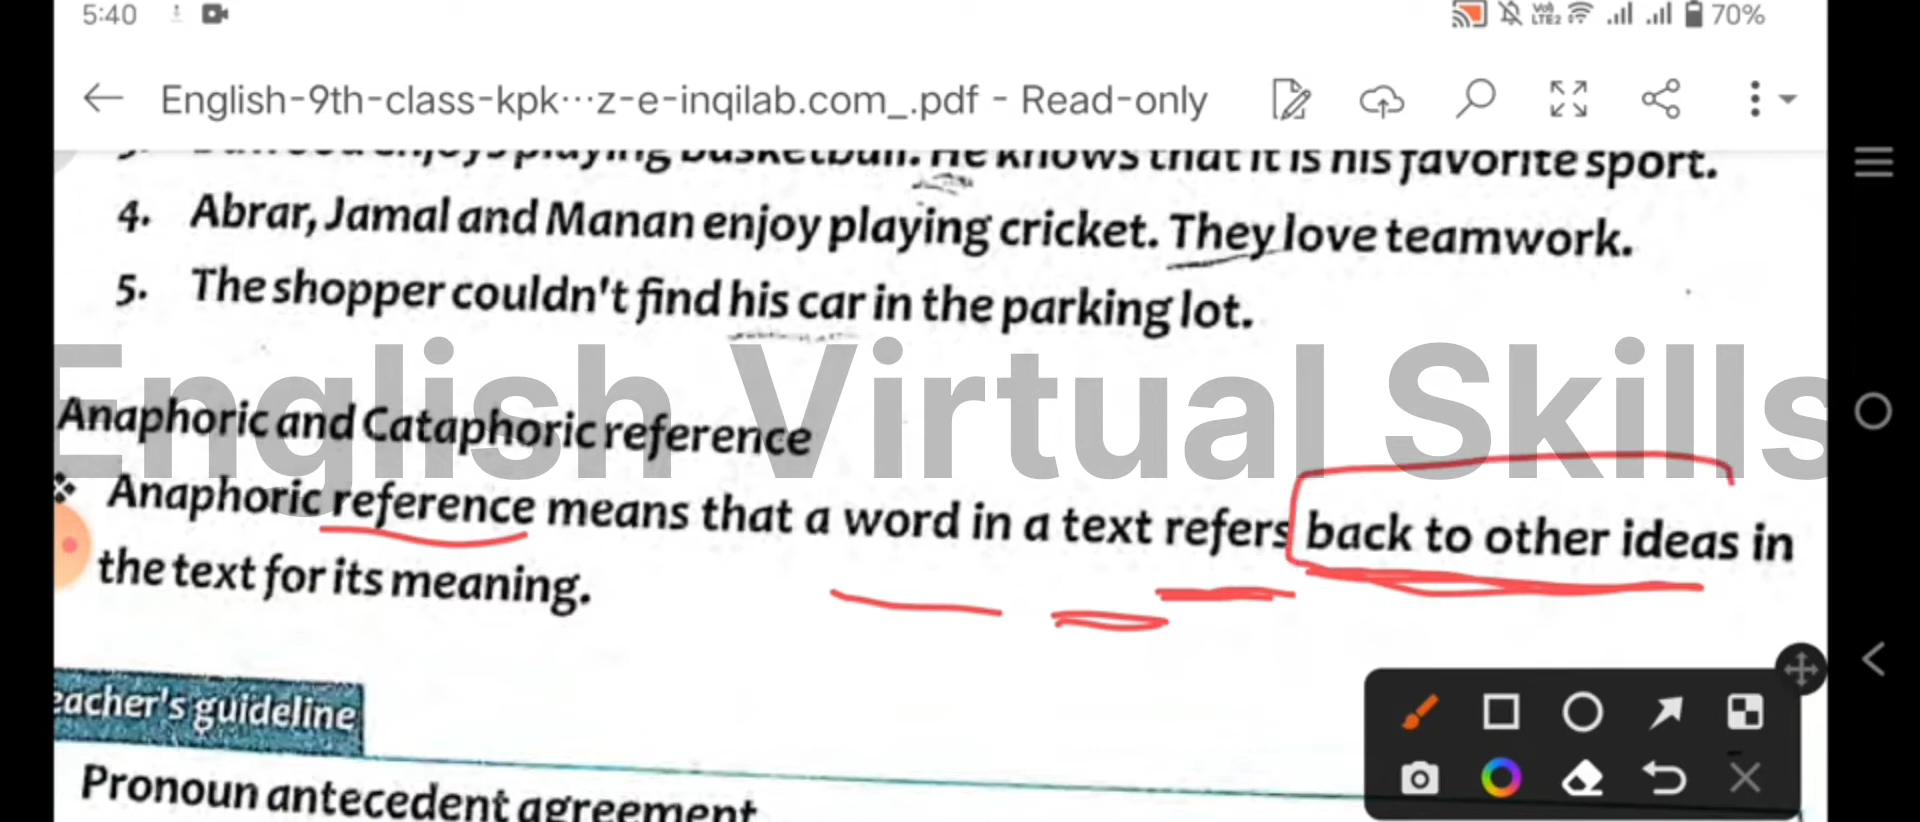 5:40
70%
English-9th-class-kpk...z-e-inqilab.com_.pdf - Read-only
enjoys playing basketball. He knows that it is his favorite sport.
4. Abrar, Jamal and Manan enjoy playing cricket. They love teamwork.
5. The shopper couldn't find his car in the parking lot.
English Virtual Skills
Anaphoric and Cataphoric reference
Anaphoric reference means that a word in a text refers back to other ideas in
the text for its meaning.
eacher's guideline
Pronoun antecedent agreement